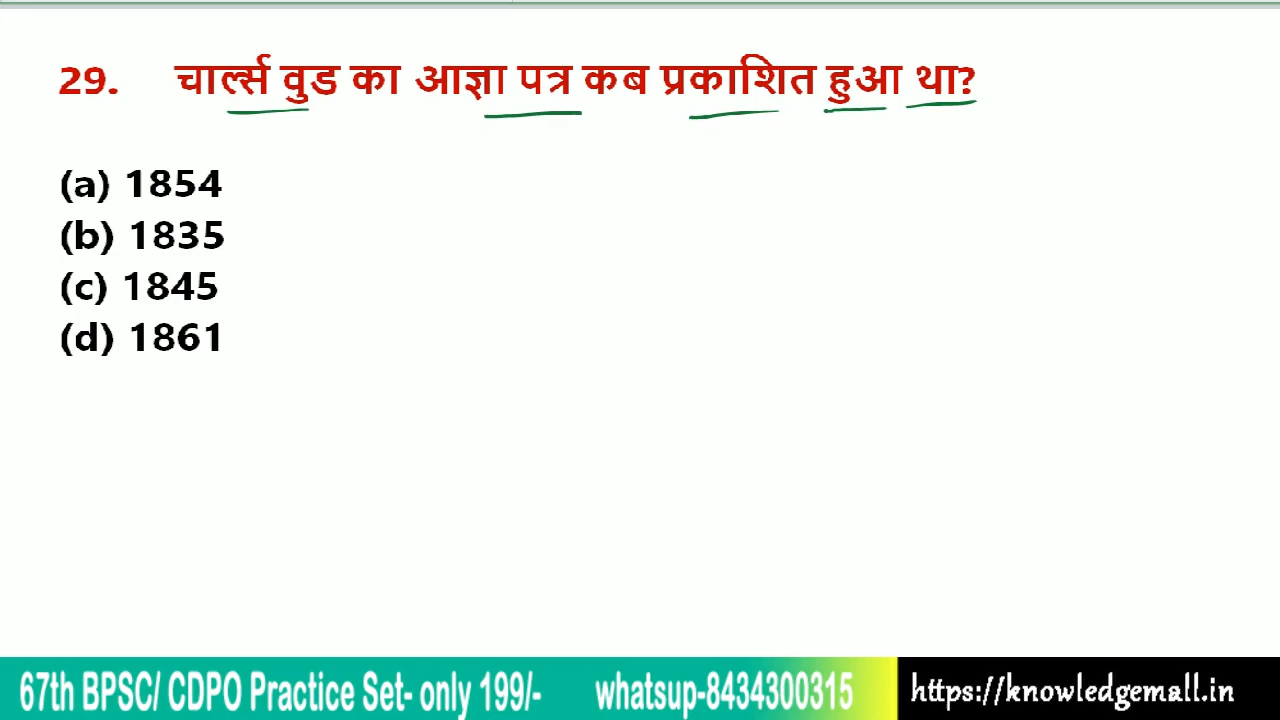 29. चार्ल्स वुड का आज्ञा पत्र कब प्रकाशित हुआ था?
(a) 1854
(b) 1835
(c) 1845
(d) 1861
67th BPSC/ CDPO Practice Set- only 199/- whatsup-8434300315 https://knowledgemall.in